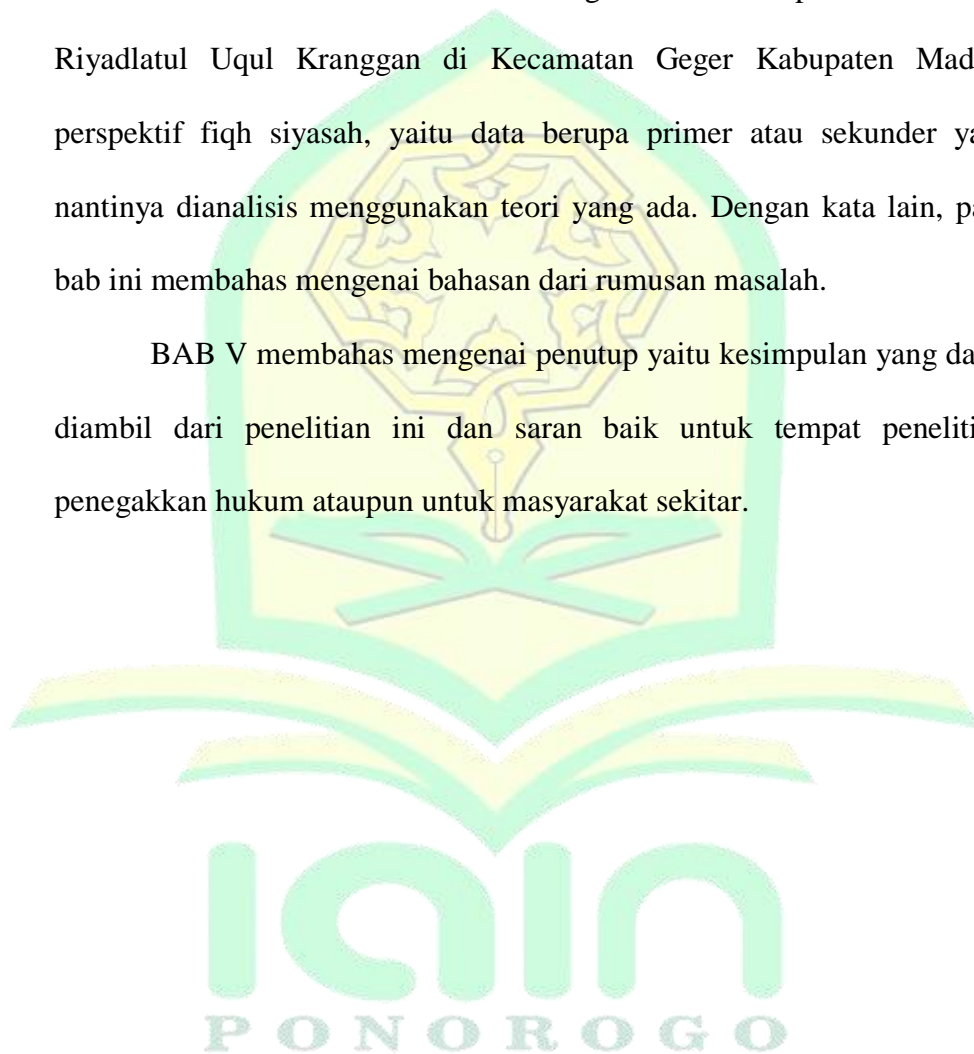 Riyadlatul Uqul Kranggan di Kecamatan Geger Kabupaten Mad
perspektif fiqh siyasah, yaitu data berupa primer atau sekunder ya
nantinya dianalisis menggunakan teori yang ada. Dengan kata lain, pa
bab ini membahas mengenai bahasan dari rumusan masalah.
BAB V membahas mengenai penutup yaitu kesimpulan yang da
diambil dari penelitian ini dan saran baik untuk tempat peneliti
penegakkan hukum ataupun untuk masyarakat sekitar.
iain
PONOROGO